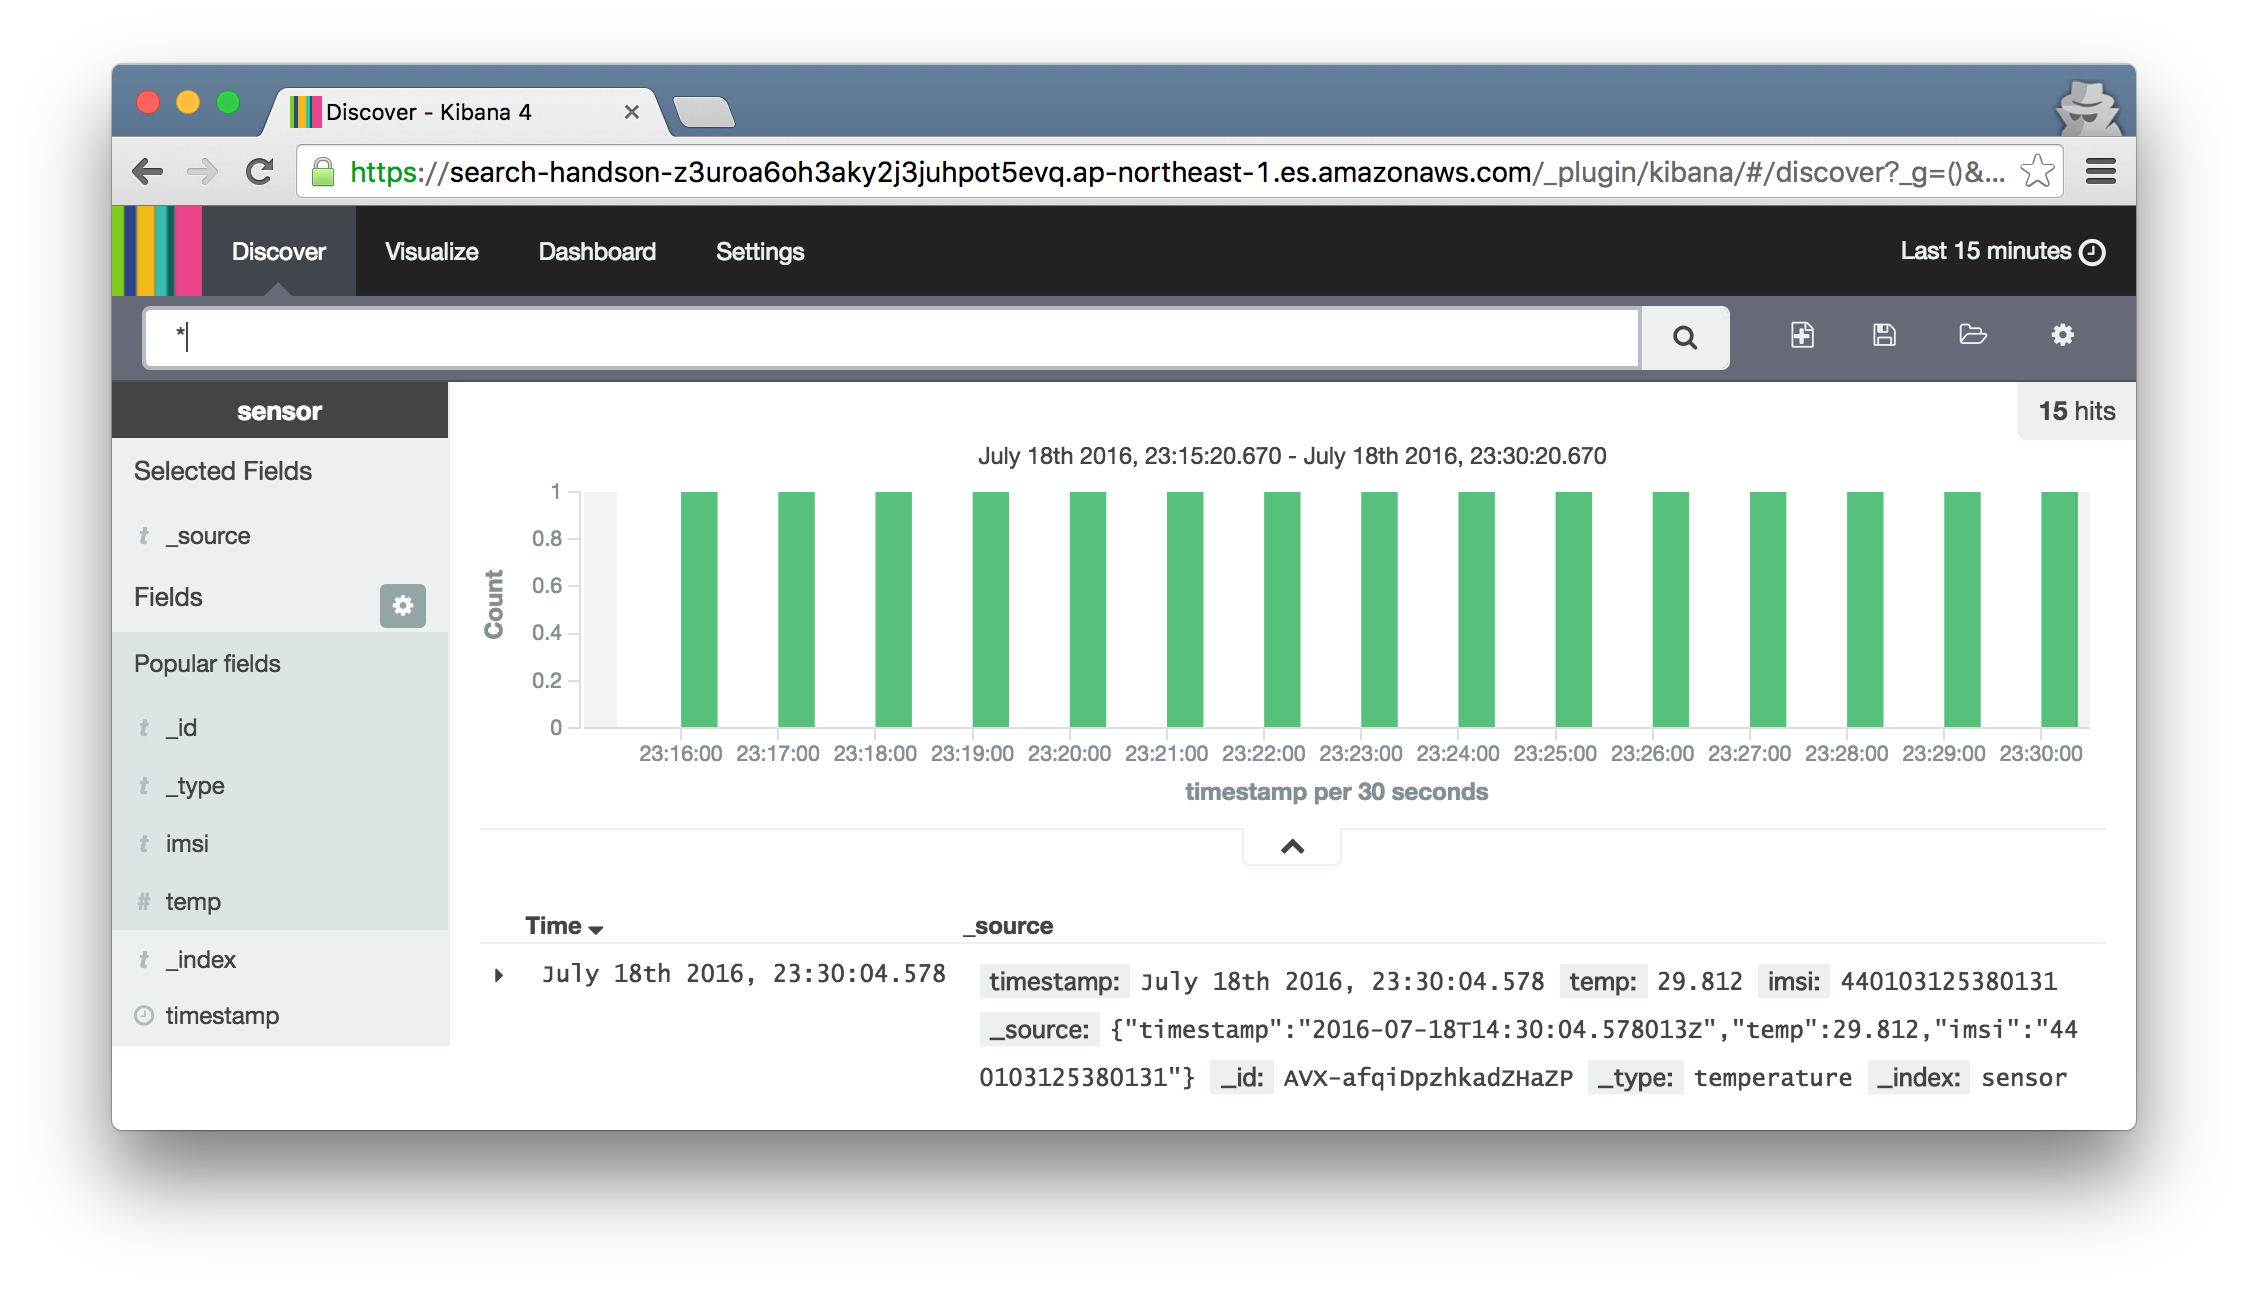 Discover - Kibana 4
https://search-handson-z3uroa6oh3aky2j3juhpot5evq.ap-northeast-1.es.amazonaws.com/_plugin/kibana/#/discover?_g=()&...
Discover Visualize Dashboard Settings Last 15 minutes
*
sensor
15 hits
Selected Fields
t _source
Fields
Popular fields
t _id
t _type
t imsi
# temp
t _index
timestamp
July 18th 2016, 23:15:20.670 - July 18th 2016, 23:30:20.670
Count
1
0.8
0.6
0.4
0.2
0
23:16:00 23:17:00 23:18:00 23:19:00 23:20:00 23:21:00 23:22:00 23:23:00 23:24:00 23:25:00 23:26:00 23:27:00 23:28:00 23:29:00 23:30:00
timestamp per 30 seconds
Time _source
July 18th 2016, 23:30:04.578 timestamp: July 18th 2016, 23:30:04.578 temp: 29.812 imsi: 440103125380131
_source: {"timestamp":"2016-07-18T14:30:04.578013Z","temp":29.812,"imsi":"44
0103125380131"} _id: AVX-afqiDpzhkadZHaZP _type: temperature _index: sensor